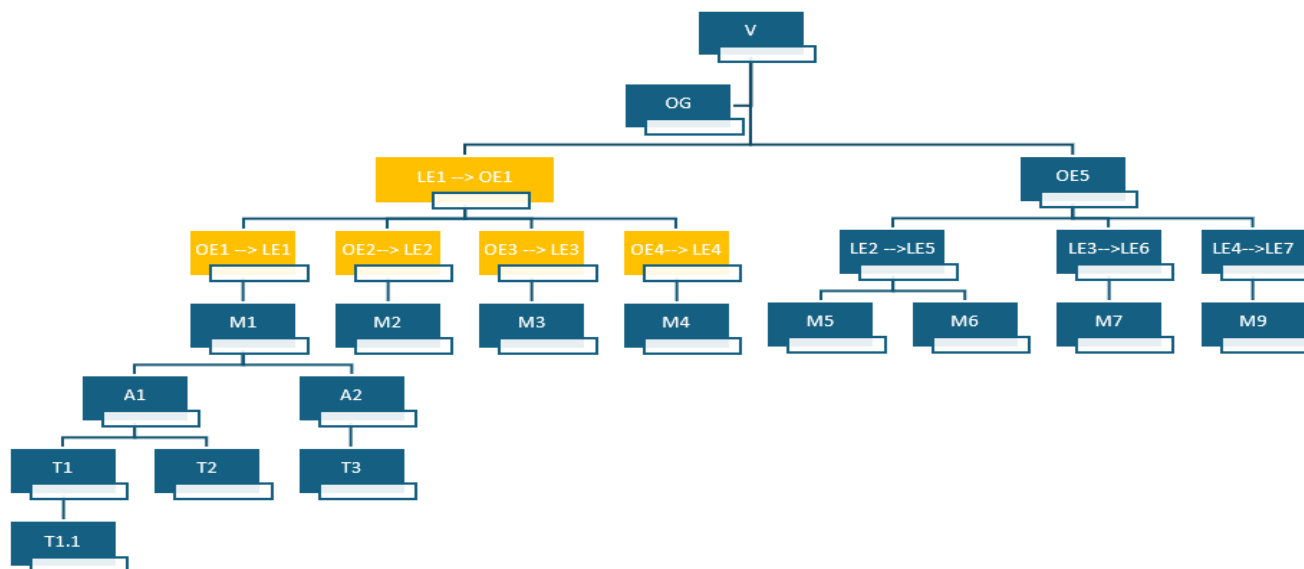 V
OG
LE1 --> OE1
OE5
OE1 --> LE1
OE2--> LE2
OE3 --> LE3
OE4--> LE4
LE2 -->LE5
LE3-->LE6
LE4-->LE7
M1
M2
M3
M4
M5
M6
M7
M9
A1
A2
T1
T2
T3
T1.1